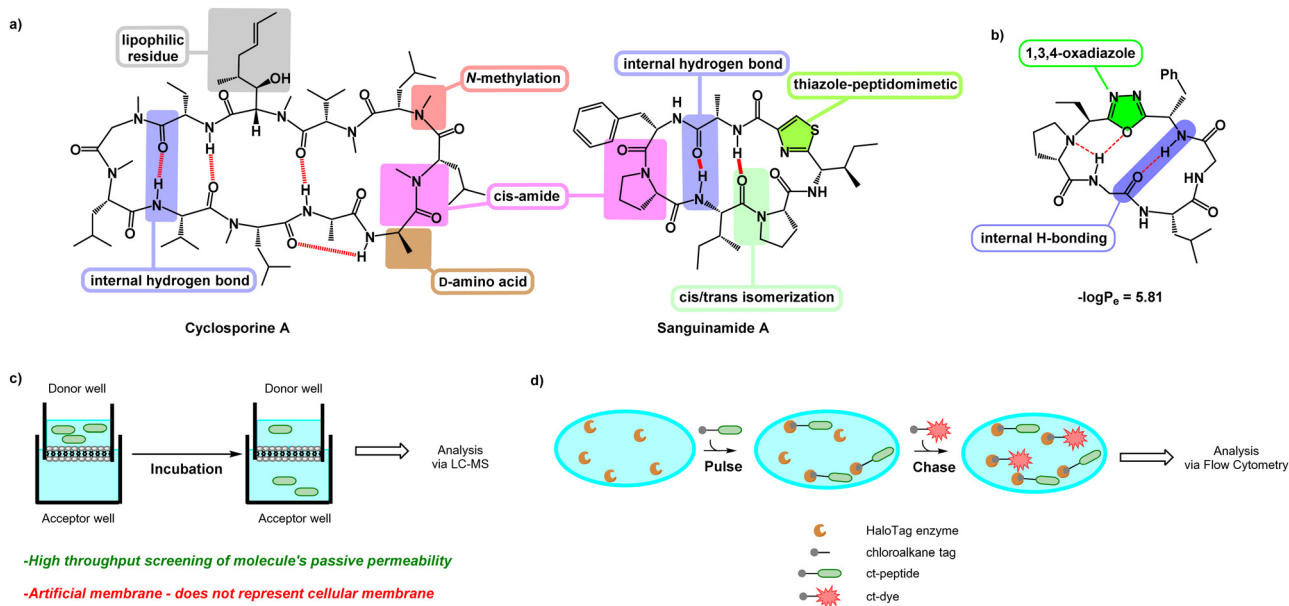 a)
lipophilic
residue
N-methylation
internal hydrogen bond
thiazole-peptidomimetic
cis-amide
internal hydrogen bond
D-amino acid
cis/trans isomerization
Cyclosporine A
Sanguinamide A
b)
1,3,4-oxadiazole
Ph
internal H-bonding
-logPe = 5.81
c)
Donor well
Donor well
Incubation
Acceptor well
Acceptor well
Analysis
via LC-MS
-High throughput screening of molecule's passive permeability
-Artificial membrane - does not represent cellular membrane
d)
Pulse
Chase
Analysis
via Flow Cytometry
HaloTag enzyme
chloroalkane tag
ct-peptide
ct-dye